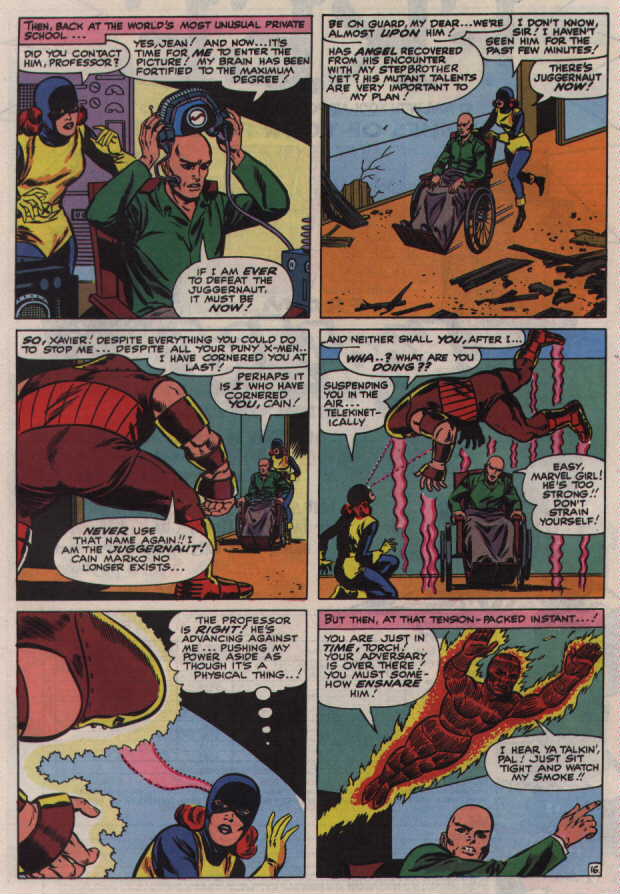 THEN, BACK AT THE WORLD'S MOST UNUSUAL PRIVATE
SCHOOL ...
DID YOU CONTACT
HIM, PROFESSOR?
YES, JEAN! AND NOW...IT'S
TIME FOR ME TO ENTER THE
PICTURE! MY BRAIN HAS BEEN
FORTIFIED TO THE MAXIMUM
DEGREE!
IF I AM EVER
TO DEFEAT THE
JUGGERNAUT,
IT MUST BE
NOW!
BE ON GUARD, MY DEAR...WE'RE
ALMOST UPON HIM!
HAS ANGEL RECOVERED
FROM HIS ENCOUNTER
WITH MY STEPBROTHER
YET? HIS MUTANT TALENTS
ARE VERY IMPORTANT TO
MY PLAN!
I DON'T KNOW,
SIR! I HAVEN'T
SEEN HIM FOR THE
PAST FEW MINUTES!
THERE'S
JUGGERNAUT
NOW!
SO, XAVIER! DESPITE EVERYTHING YOU COULD DO
TO STOP ME... DESPITE ALL YOUR PUNY X-MEN..
I HAVE CORNERED YOU AT
LAST!
PERHAPS IT
IS I WHO HAVE
CORNERED
YOU, CAIN!
NEVER USE
THAT NAME AGAIN!! I
AM THE JUGGERNAUT!
CAIN MARKO NO
LONGER EXISTS...
...AND NEITHER SHALL YOU, AFTER I...
WHA..? WHAT ARE YOU
DOING??
SUSPENDING
YOU IN THE
AIR...
TELEKINET-
ICALLY
EASY,
MARVEL GIRL!
HE'S TOO
STRONG!!
DON'T
STRAIN
YOURSELF!
THE PROFESSOR
IS RIGHT! HE'S
ADVANCING AGAINST
ME... PUSHING MY
POWER ASIDE AS
THOUGH IT'S A
PHYSICAL THING..!
BUT THEN, AT THAT TENSION-PACKED INSTANT...!
YOU ARE JUST IN
TIME, TORCH!
YOUR ADVERSARY
IS OVER THERE!
YOU MUST SOME-
HOW ENSNARE
HIM!
I HEAR YA TALKIN',
PAL! JUST SIT
TIGHT AND WATCH
MY SMOKE!!
16